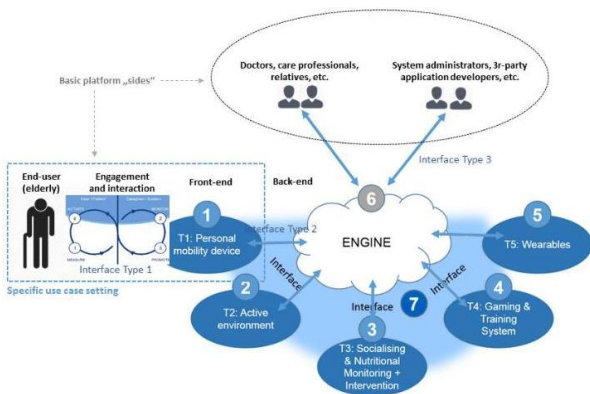 Doctors, care professionals,
relatives, etc.
System administrators, 3r-party
application developers, etc.
Basic platform „sides"
Interface Type 3
End-user
(elderly)
Engagement
and interaction
Front-end
Back-end
6
1
Interface Type 2
ENGINE
5
T1: Personal
mobility device
T5: Wearables
MEASURE
Interface Type 1
Specific use case setting
Interface
Interface
Interface
2
T2: Active
environment
7
4
T4: Gaming &
Training
System
3
T3: Socialising
& Nutritional
Monitoring +
Intervention